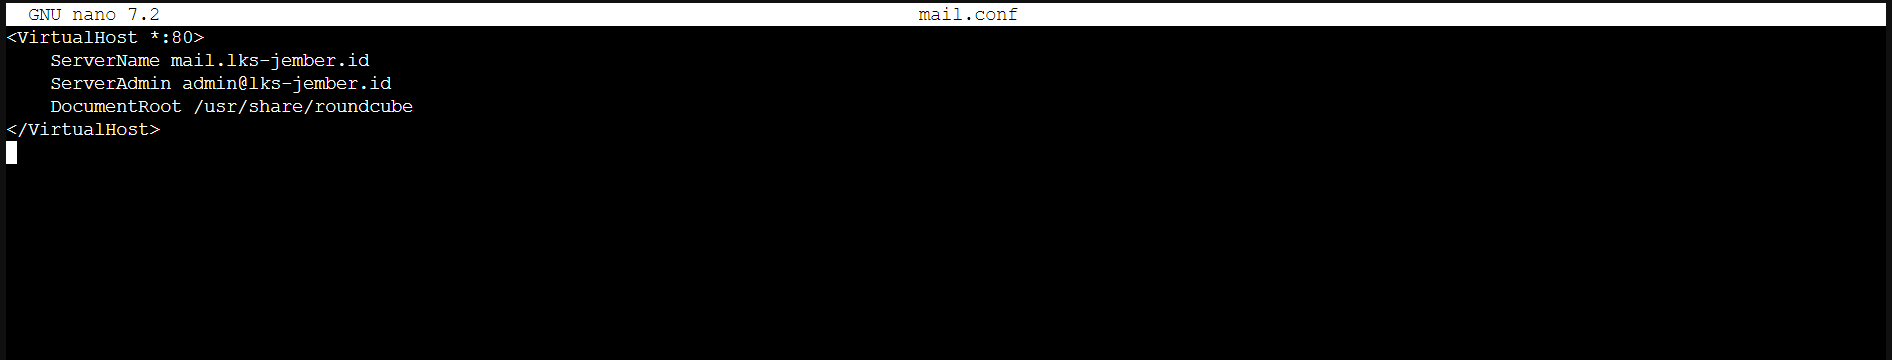 GNU nano 7.2 mail.conf
<VirtualHost *:80>
    ServerName mail.lks-jember.id
    ServerAdmin admin@lks-jember.id
    DocumentRoot /usr/share/roundcube
</VirtualHost>